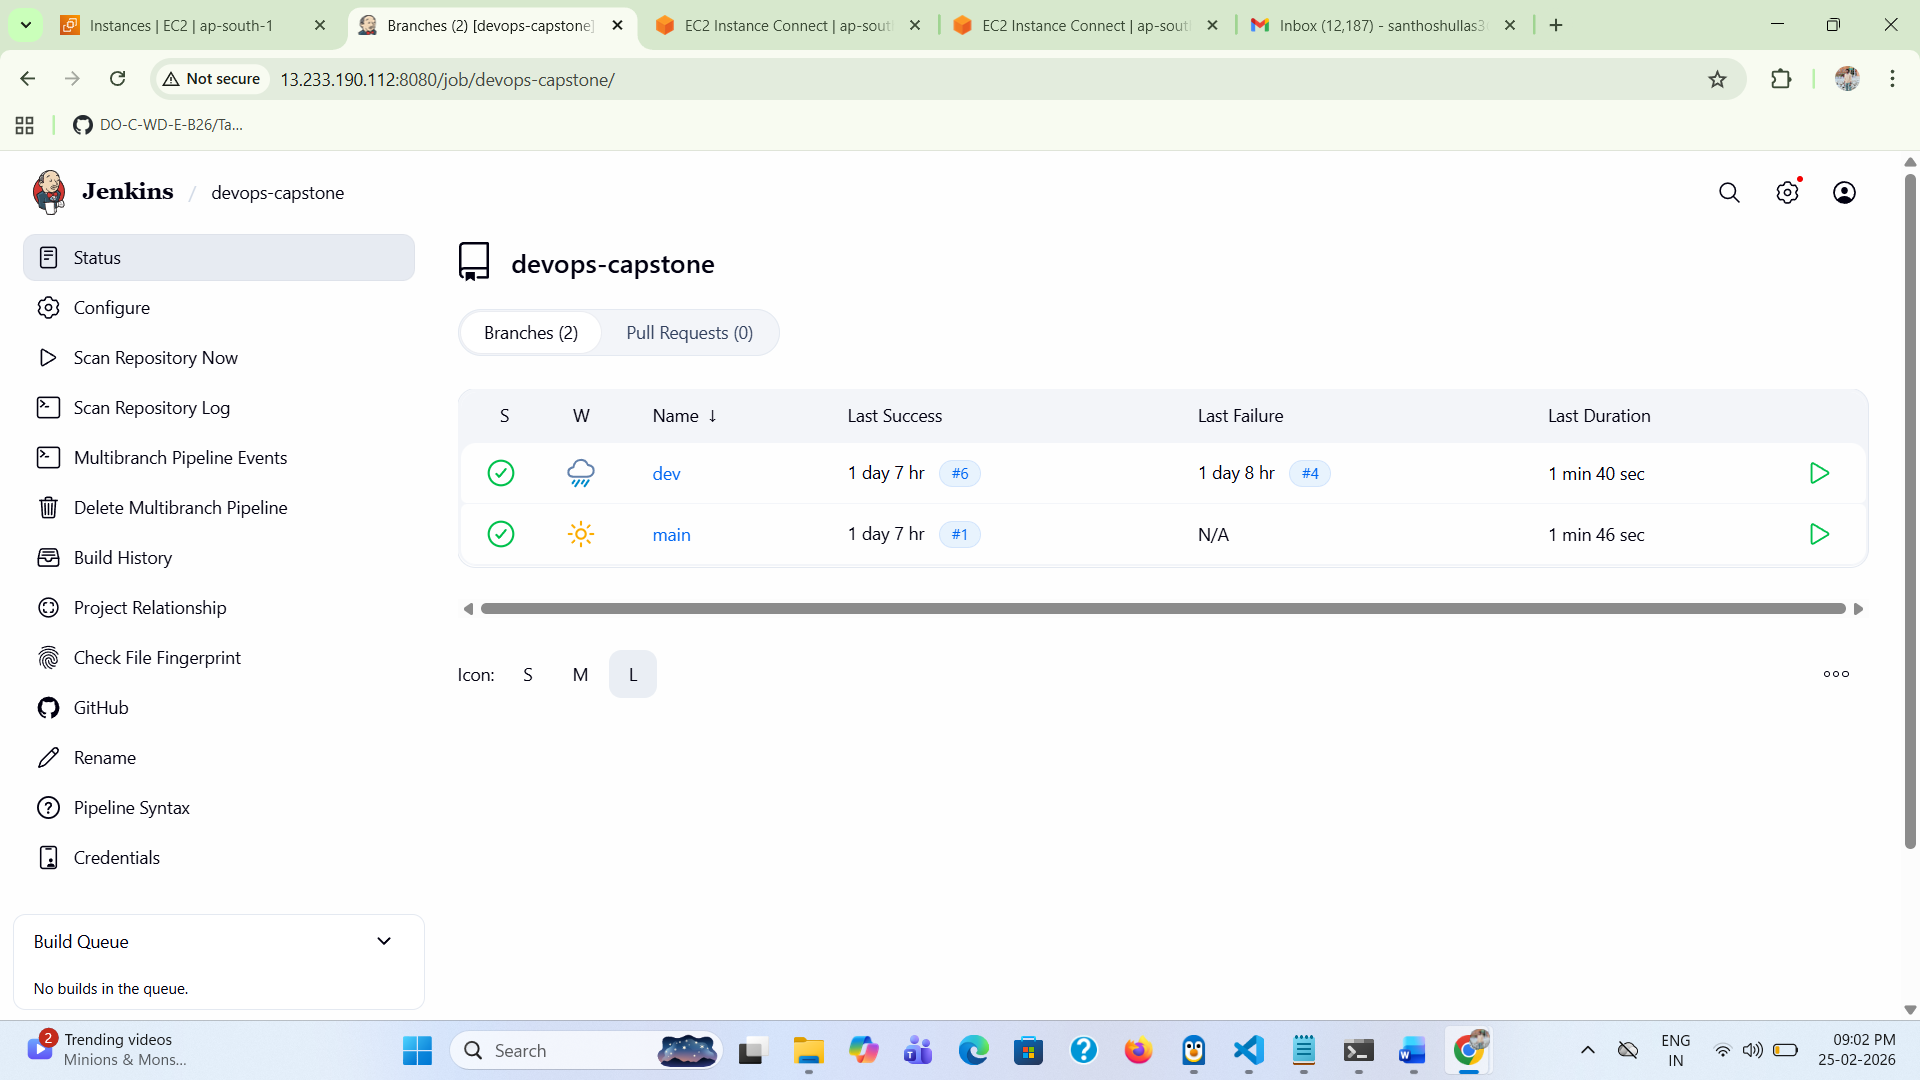 Instances | EC2 | ap-south-1
Branches (2) [devops-capstone]
EC2 Instance Connect | ap-sout
EC2 Instance Connect | ap-sout
Inbox (12,187) - santhoshullas3
Not secure
13.233.190.112:8080/job/devops-capstone/
DO-C-WD-E-B26/Ta...
Jenkins / devops-capstone
Status
Configure
Scan Repository Now
Scan Repository Log
Multibranch Pipeline Events
Delete Multibranch Pipeline
Build History
Project Relationship
Check File Fingerprint
GitHub
Rename
Pipeline Syntax
Credentials
Build Queue
No builds in the queue.
devops-capstone
Branches (2) Pull Requests (0)
S W Name ↓ Last Success Last Failure Last Duration
dev 1 day 7 hr #6 1 day 8 hr #4 1 min 40 sec
main 1 day 7 hr #1 N/A 1 min 46 sec
Icon: S M L
2
Trending videos
Minions & Mons...
Search
ENG
IN
09:02 PM
25-02-2026